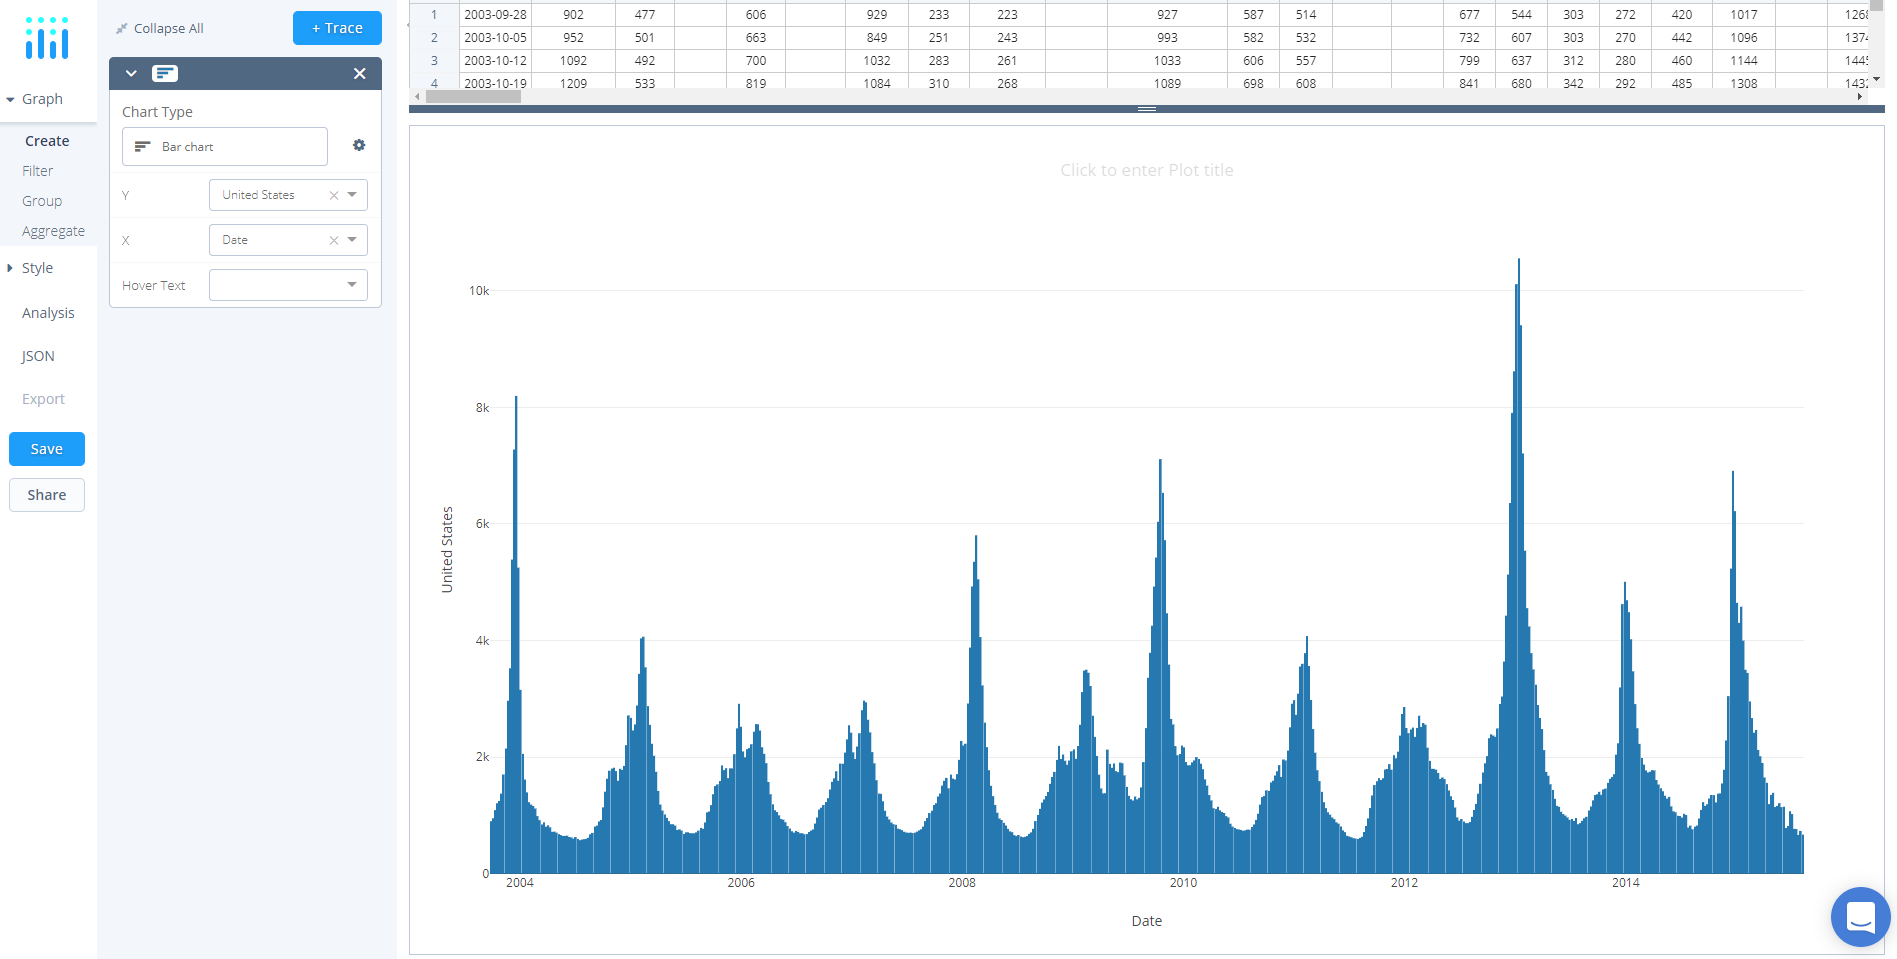 Collapse All
+ Trace
Graph
Create
Filter
Group
Aggregate
Style
Analysis
JSON
Export
Save
Share
Chart Type
Bar chart
Y United States
X Date
Hover Text
1 2003-09-28 902 477 606 929 233 223 927 587 514 677 544 303 272 420 1017 1268
2 2003-10-05 952 501 663 849 251 243 993 582 532 732 607 303 270 442 1096 1374
3 2003-10-12 1092 492 700 1032 283 261 1033 606 557 799 637 312 280 460 1144 1445
4 2003-10-19 1209 533 819 1084 310 268 1089 698 608 841 680 342 292 485 1308 1432
Click to enter Plot title
10k
8k
6k
4k
2k
0
United States
2004 2006 2008 2010 2012 2014
Date